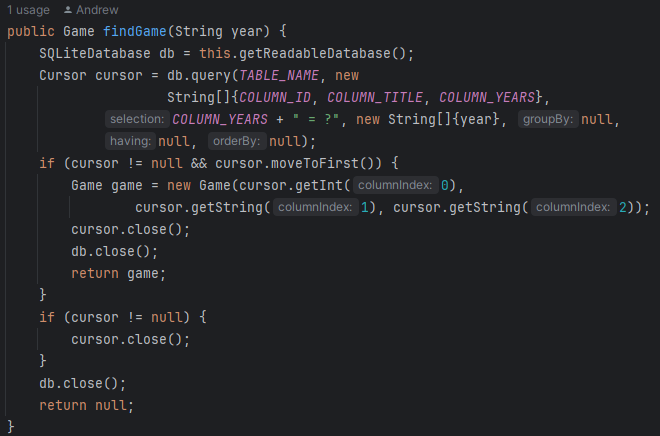 1 usage Andrew
public Game findGame(String year) {
    SQLiteDatabase db = this.getReadableDatabase();
    Cursor cursor = db.query(TABLE_NAME, new
                String[]{COLUMN_ID, COLUMN_TITLE, COLUMN_YEARS},
            selection: COLUMN_YEARS + " = ?", new String[]{year}, groupBy: null,
            having: null, orderBy: null);
    if (cursor != null && cursor.moveToFirst()) {
        Game game = new Game(cursor.getInt( columnIndex: 0),
                cursor.getString( columnIndex: 1), cursor.getString( columnIndex: 2));
        cursor.close();
        db.close();
        return game;
    }
    if (cursor != null) {
        cursor.close();
    }
    db.close();
    return null;
}